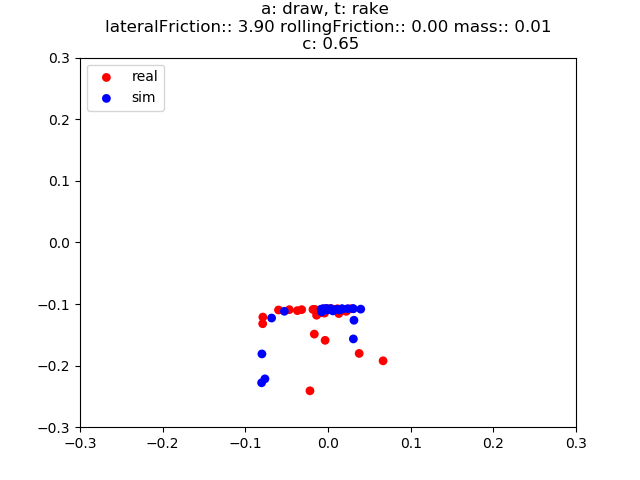 a: draw, t: rake
lateralFriction:: 3.90 rollingFriction:: 0.00 mass:: 0.01
c: 0.65
real
sim
0.3
0.2
0.1
0.0
−0.1
−0.2
−0.3
−0.3 −0.2 −0.1 0.0 0.1 0.2 0.3